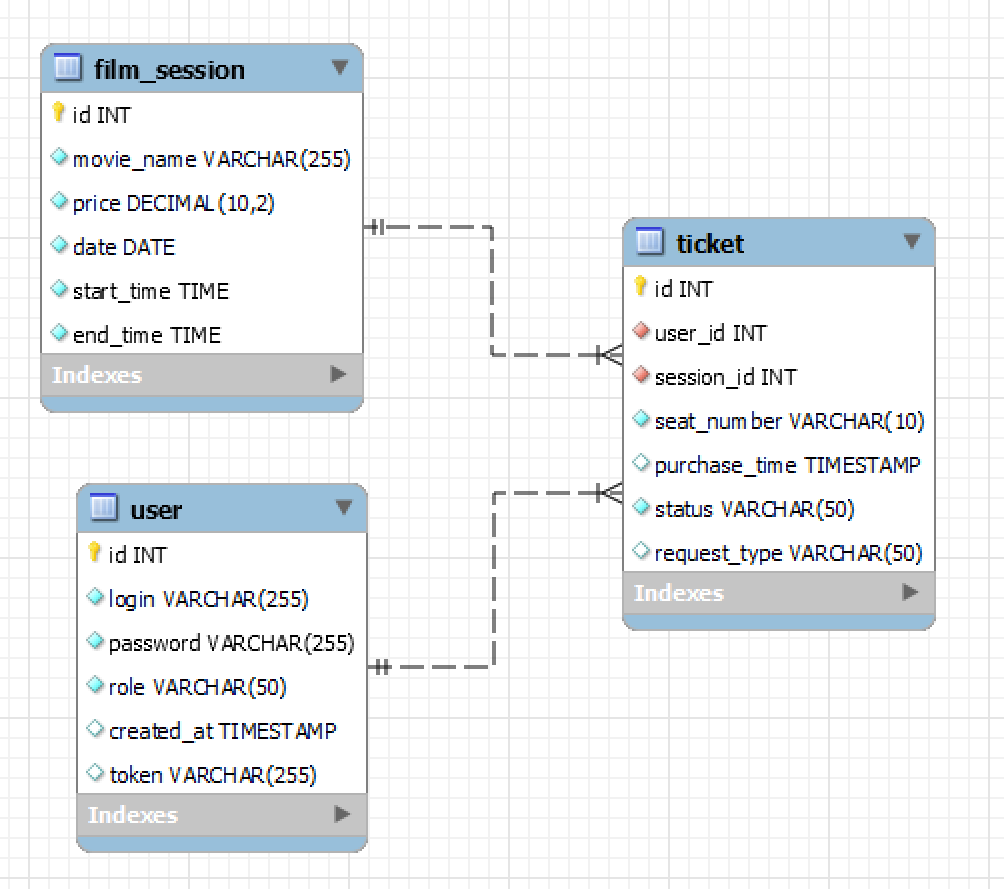 film_session
id INT
movie_name VARCHAR(255)
price DECIMAL(10,2)
date DATE
start_time TIME
end_time TIME
Indexes
user
id INT
login VARCHAR(255)
password VARCHAR(255)
role VARCHAR(50)
created_at TIMESTAMP
token VARCHAR(255)
Indexes
ticket
id INT
user_id INT
session_id INT
seat_number VARCHAR(10)
purchase_time TIMESTAMP
status VARCHAR(50)
request_type VARCHAR(50)
Indexes